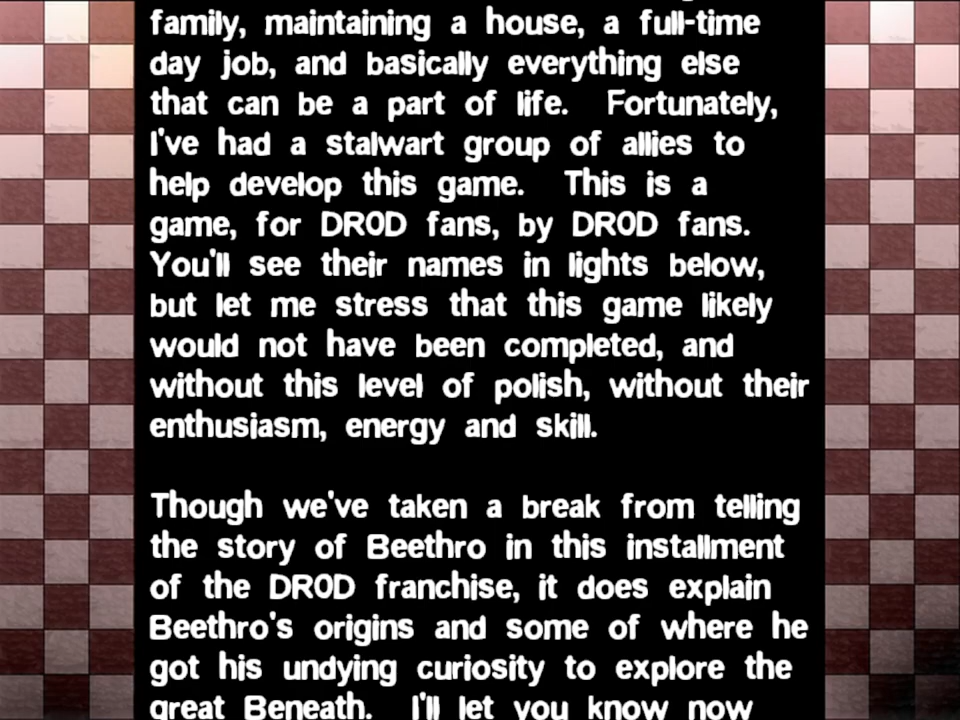 family, maintaining a house, a full-time
day job, and basically everything else
that can be a part of life. Fortunately,
I've had a stalwart group of allies to
help develop this game. This is a
game, for DROD fans, by DROD fans.
You'll see their names in lights below,
but let me stress that this game likely
would not have been completed, and
without this level of polish, without their
enthusiasm, energy and skill.
Though we've taken a break from telling
the story of Beethro in this installment
of the DROD franchise, it does explain
Beethro's origins and some of where he
got his undying curiosity to explore the
great Beneath. I'll let you know now